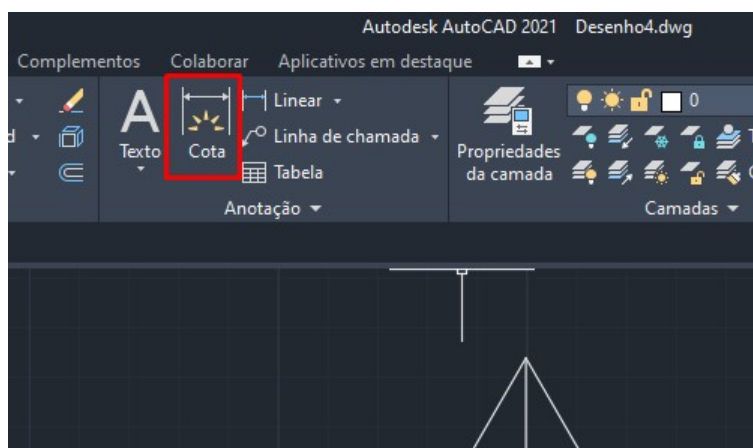 Autodesk AutoCAD 2021 Desenho4.dwg
Complementos Colaborar Aplicativos em destaque
Linear
0
Texto
Cota
Linha de chamada
Tabela
Propriedades da camada
Anotação
Camadas